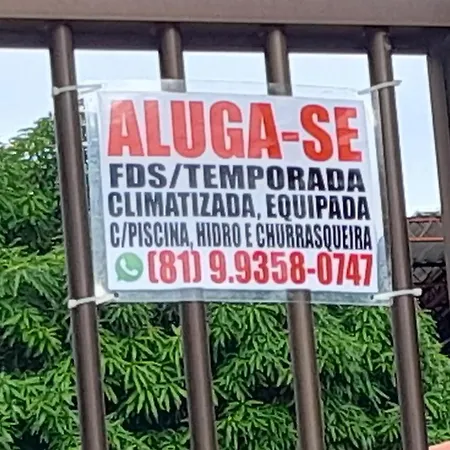 ALUGA-SE
FDS/TEMPORADA
CLIMATIZADA, EQUIPADA
C/PISCINA, HIDRO E CHURRASQUEIRA
(81) 9.9358-0747